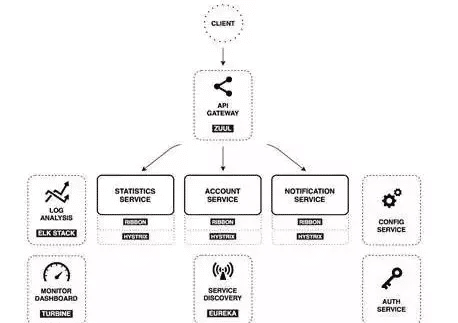 CLIENT
API
GATEWAY
ZUUL
LOG
ANALYSIS
ELK STACK
STATISTICS
SERVICE
RIBBON
HYSTRIX
ACCOUNT
SERVICE
RIBBON
HYSTRIX
NOTIFICATION
SERVICE
RIBBON
HYSTRIX
CONFIG
SERVICE
MONITOR
DASHBOARD
TURBINE
SERVICE
DISCOVERY
EUREKA
AUTH
SERVICE